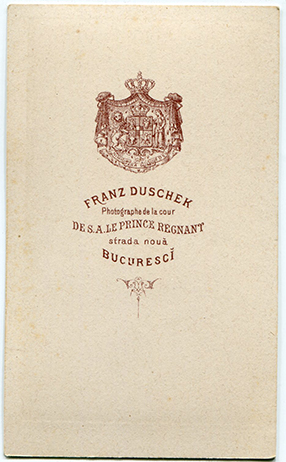 FRANZ DUSCHEK
Photographe de la cour
DE S.A. LE PRINCE REGNANT
strada nouă
BUCURESCĬ